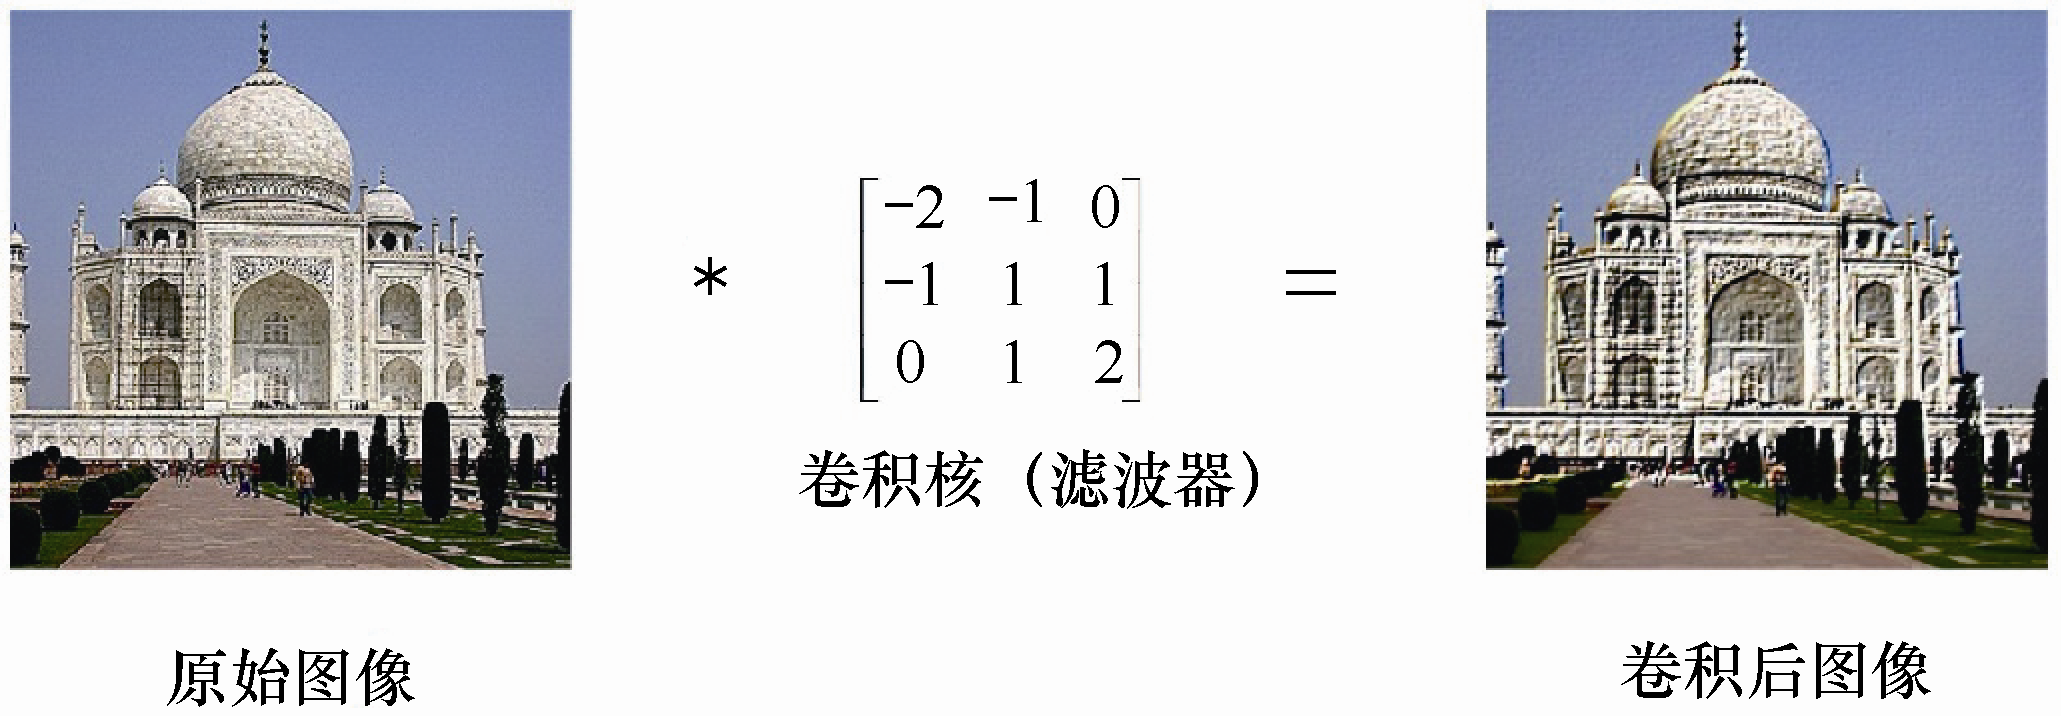 * [-2 -1 0
-1 1 1
0 1 2] =
卷积核（滤波器）
原始图像
卷积后图像